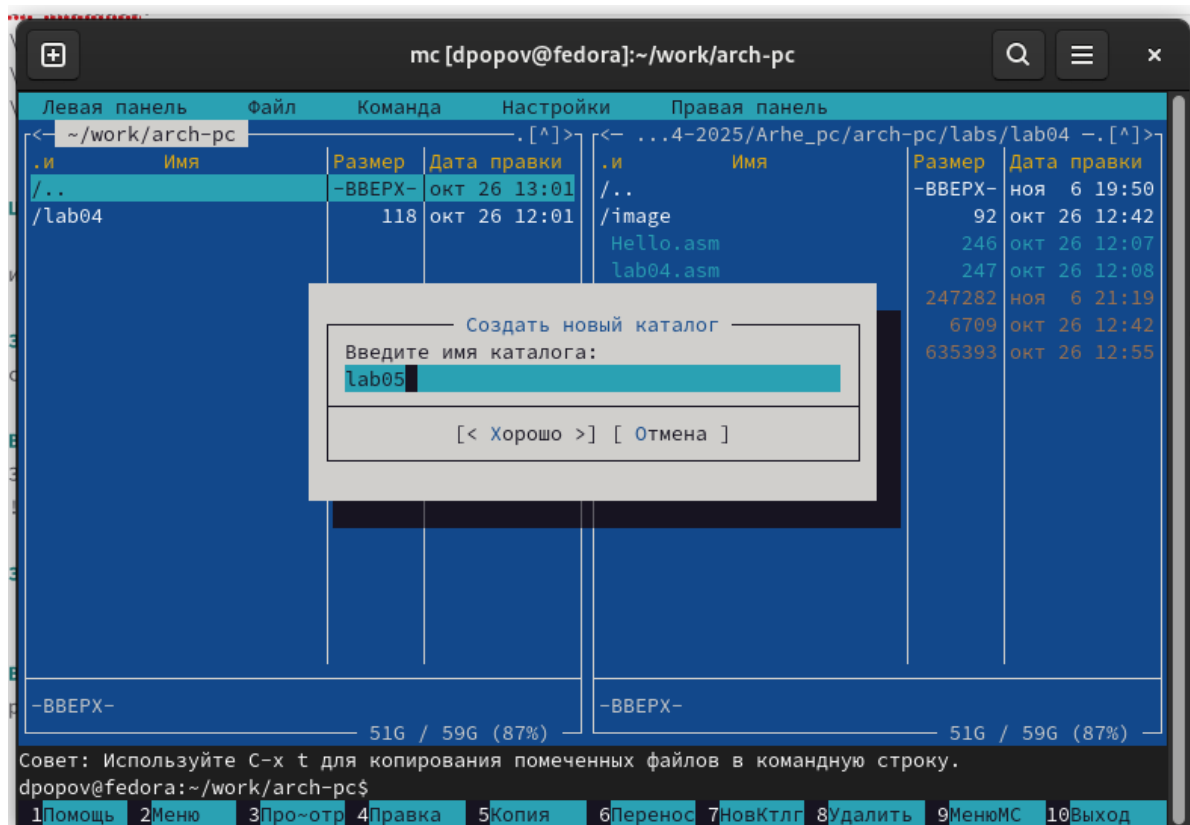 mc [dpopov@fedora]:~/work/arch-pc
Левая панель Файл Команда Настройки Правая панель
<— ~/work/arch-pc .[^]> <— ...4-2025/Arhe_pc/arch-pc/labs/lab04 —.[^]>
.и Имя Размер Дата правки .и Имя Размер Дата правки
/.. -ВВЕРХ- окт 26 13:01 /.. -ВВЕРХ- ноя 6 19:50
/lab04 118 окт 26 12:01 /image 92 окт 26 12:42
Hello.asm 246 окт 26 12:07
lab04.asm 247 окт 26 12:08
247282 ноя 6 21:19
Создать новый каталог 6709 окт 26 12:42
Введите имя каталога: 635393 окт 26 12:55
lab05
[< Хорошо >] [ Отмена ]
-ВВЕРХ- -ВВЕРХ-
51G / 59G (87%) 51G / 59G (87%)
Совет: Используйте C-x t для копирования помеченных файлов в командную строку.
dpopov@fedora:~/work/arch-pc$
1Помощь 2Меню 3Про~отр 4Правка 5Копия 6Перенос 7НовКтлг 8Удалить 9МенюМС 10Выход